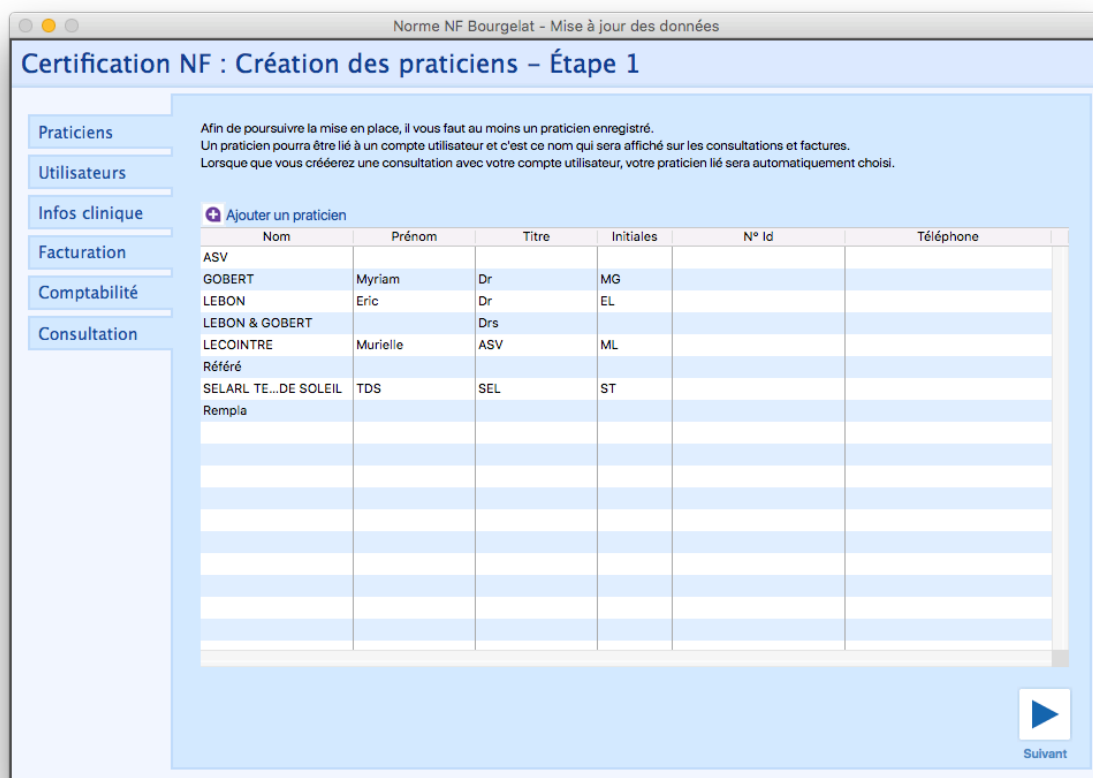 Norme NF Bourgelat - Mise à jour des données
Certification NF : Création des praticiens – Étape 1
Praticiens
Utilisateurs
Infos clinique
Facturation
Comptabilité
Consultation
Afin de poursuivre la mise en place, il vous faut au moins un praticien enregistré.
Un praticien pourra être lié à un compte utilisateur et c'est ce nom qui sera affiché sur les consultations et factures.
Lorsque que vous crééerez une consultation avec votre compte utilisateur, votre praticien lié sera automatiquement choisi.
Ajouter un praticien
Nom Prénom Titre Initiales N° Id Téléphone
ASV
GOBERT Myriam Dr MG
LEBON Eric Dr EL
LEBON & GOBERT Drs
LECOINTRE Murielle ASV ML
Référé
SELARL TE...DE SOLEIL TDS SEL ST
Rempla
Suivant